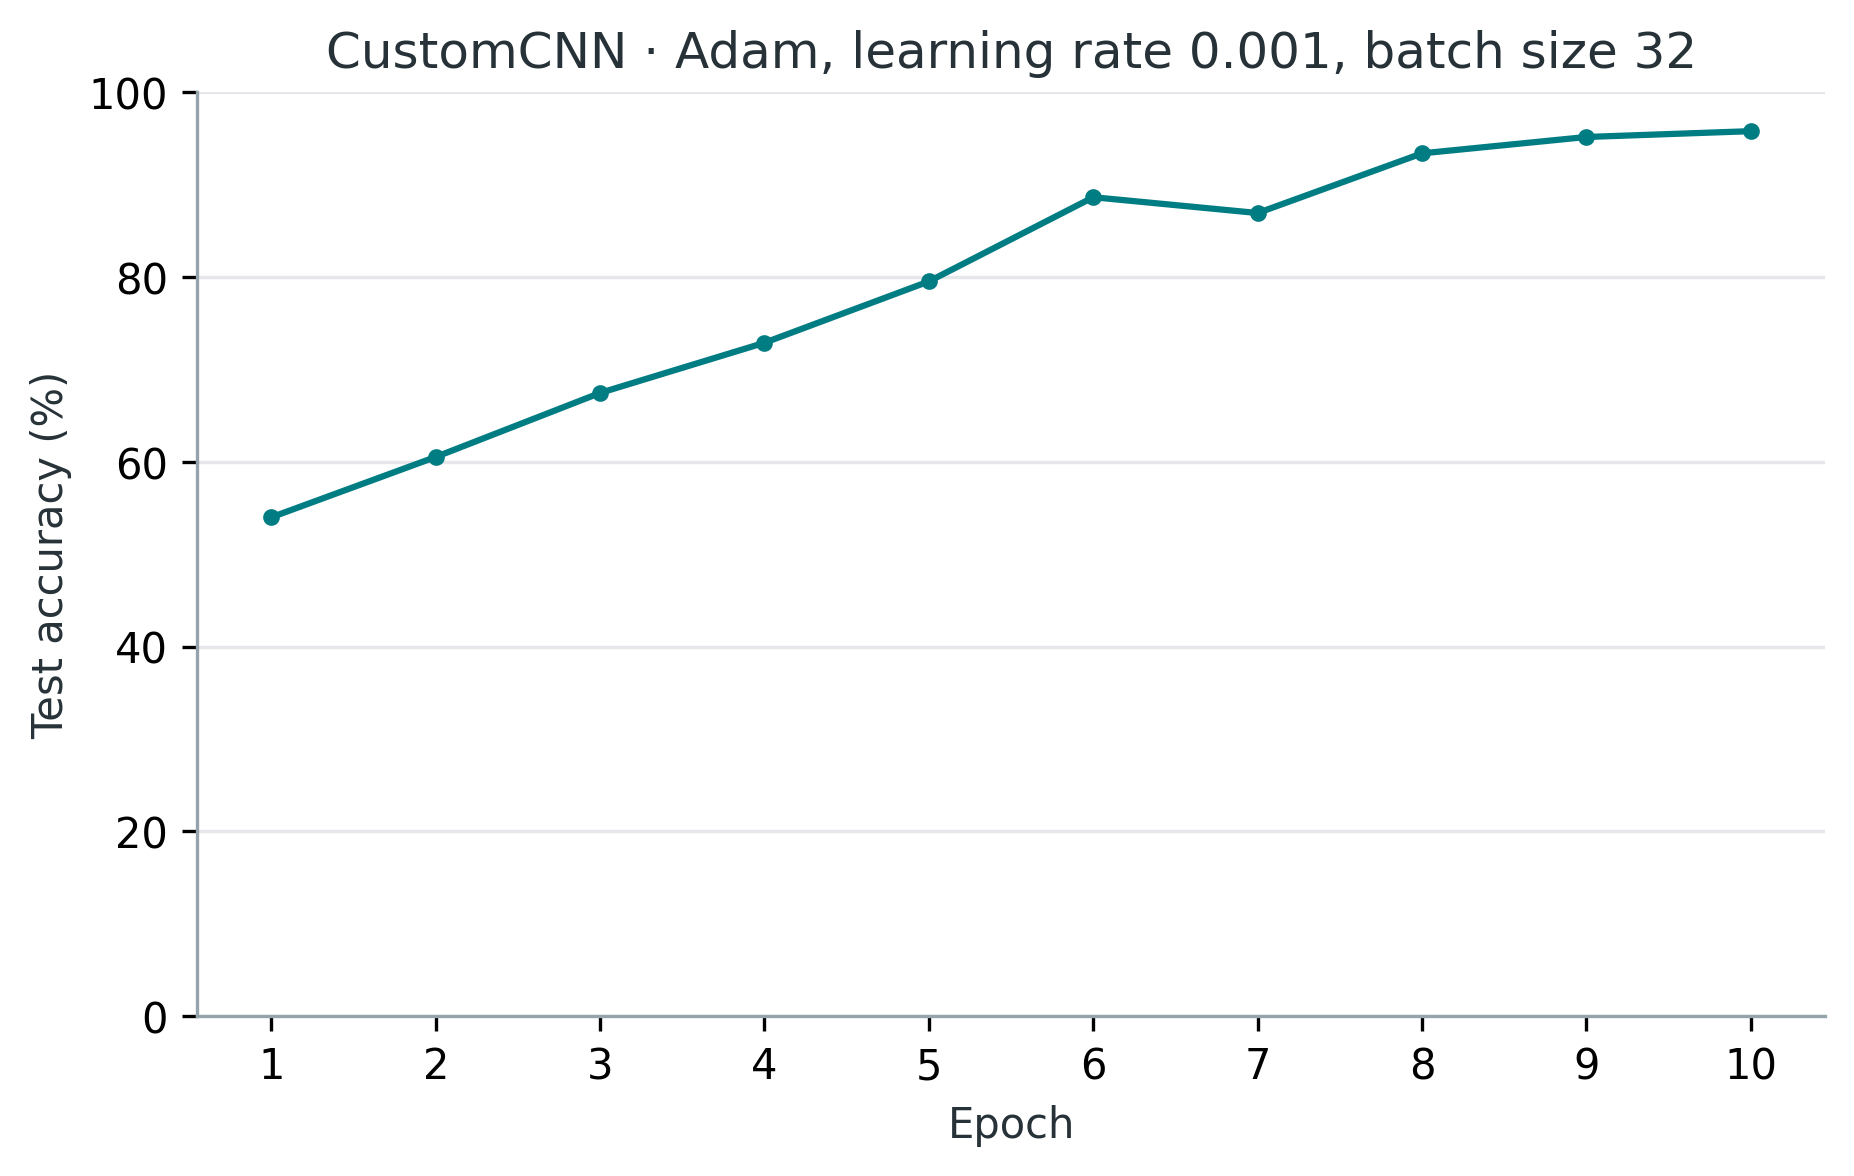 CustomCNN · Adam, learning rate 0.001, batch size 32
Test accuracy (%)
100
80
60
40
20
0
1 2 3 4 5 6 7 8 9 10
Epoch